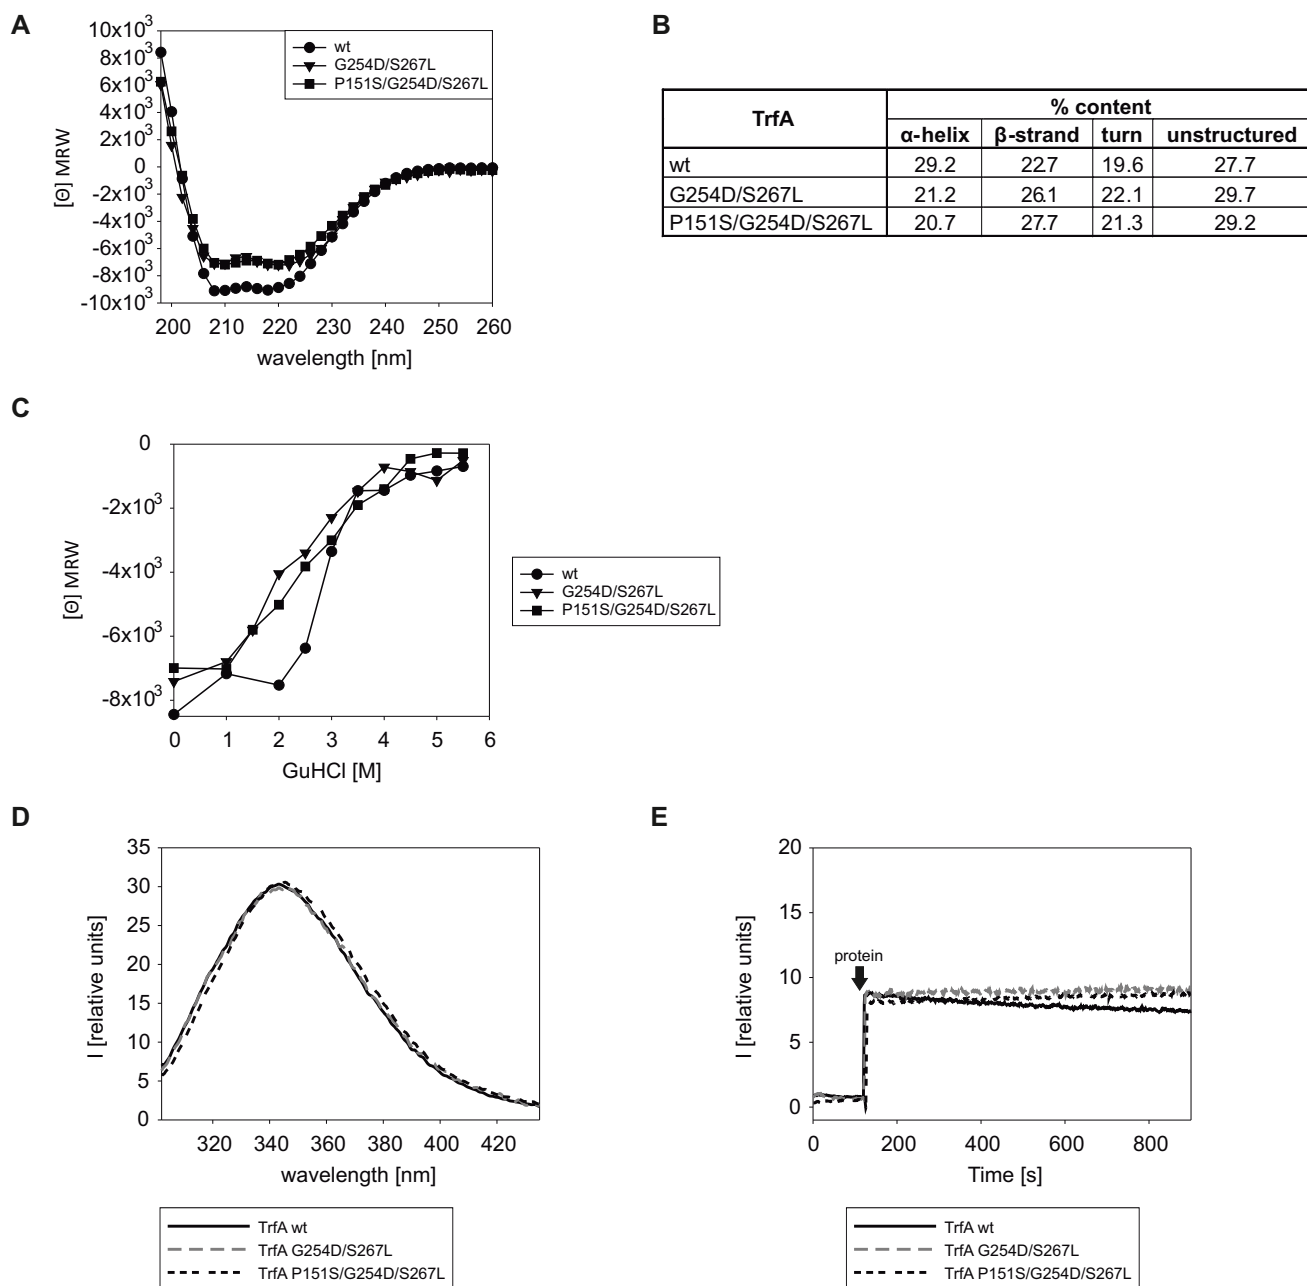 A
10x10³
8x10³
6x10³
4x10³
2x10³
0
-2x10³
-4x10³
-6x10³
-8x10³
-10x10³
[Θ] MRW
200 210 220 230 240 250 260
wavelength [nm]
wt
G254D/S267L
P151S/G254D/S267L
B
TrfA % content
α-helix β-strand turn unstructured
wt 29.2 22.7 19.6 27.7
G254D/S267L 21.2 26.1 22.1 29.7
P151S/G254D/S267L 20.7 27.7 21.3 29.2
C
0
-2x10³
-4x10³
-6x10³
-8x10³
[Θ] MRW
0 1 2 3 4 5 6
GuHCl [M]
wt
G254D/S267L
P151S/G254D/S267L
D
35
30
25
20
15
10
5
0
I [relative units]
320 340 360 380 400 420
wavelength [nm]
TrfA wt
TrfA G254D/S267L
TrfA P151S/G254D/S267L
E
20
15
10
5
0
I [relative units]
protein
0 200 400 600 800
Time [s]
TrfA wt
TrfA G254D/S267L
TrfA P151S/G254D/S267L